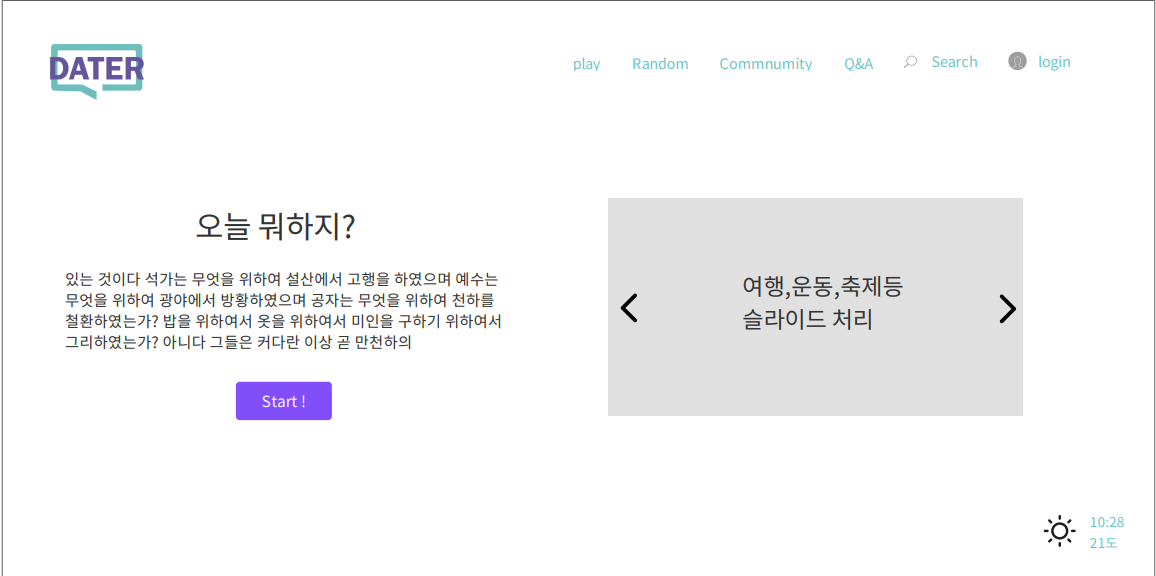 DATER
play
Random
Commnumity
Q&A
Search
login
오늘 뭐하지?
있는 것이다 석가는 무엇을 위하여 설산에서 고행을 하였으며 예수는
무엇을 위하여 광야에서 방황하였으며 공자는 무엇을 위하여 천하를
철환하였는가? 밥을 위하여서 옷을 위하여서 미인을 구하기 위하여서
그리하였는가? 아니다 그들은 커다란 이상 곧 만천하의
Start !
여행,운동,축제등
슬라이드 처리
10:28
21도